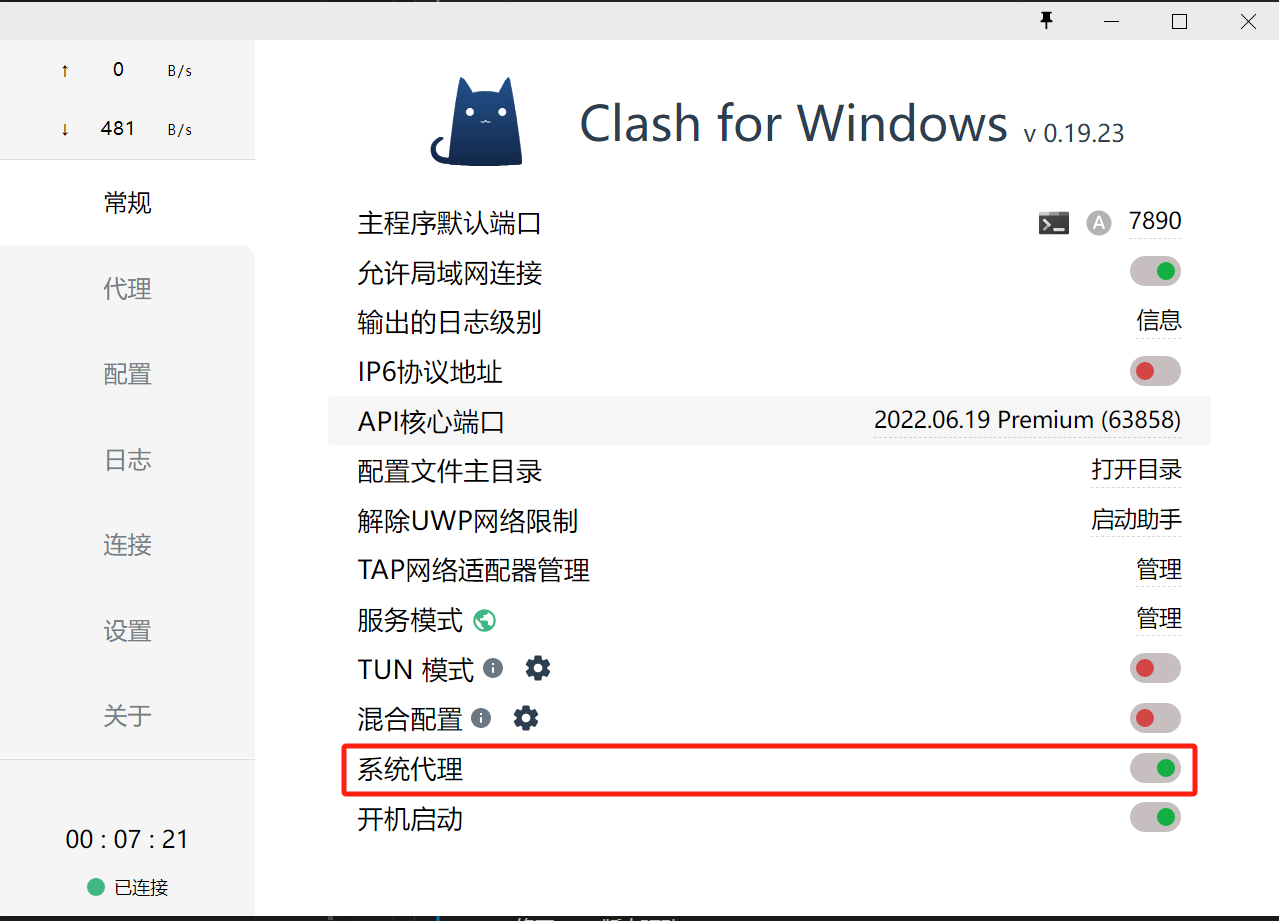 ↑ 0 B/s
↓ 481 B/s
常规
代理
配置
日志
连接
设置
关于
00 : 07 : 21
已连接
Clash for Windows v 0.19.23
主程序默认端口 A 7890
允许局域网连接
输出的日志级别 信息
IP6协议地址
API核心端口 2022.06.19 Premium (63858)
配置文件主目录 打开目录
解除UWP网络限制 启动助手
TAP网络适配器管理 管理
服务模式 管理
TUN 模式
混合配置
系统代理
开机启动